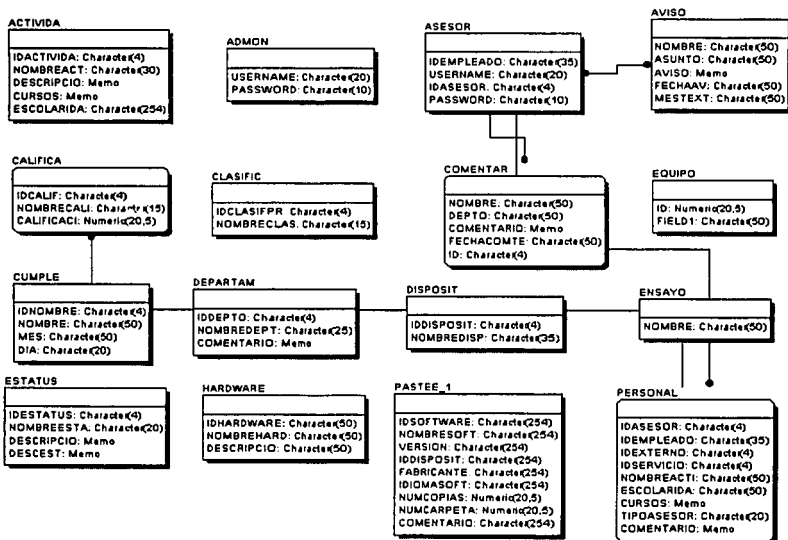 ACTIVIDA
IDACTIVIDA: Character(4)
NOMBREACT: Character(30)
DESCRIPCIO: Memo
CURSOS: Memo
ESCOLARIDA: Character(254)
ADMON
USERNAME: Character(20)
PASSWORD: Character(10)
ASESOR
IDEMPLEADO: Character(35)
USERNAME: Character(20)
IDASESOR: Character(4)
PASSWORD: Character(10)
AVISO
NOMBRE: Character(50)
ASUNTO: Character(50)
AVISO: Memo
FECHAAV: Character(50)
MESTEXT: Character(50)
CALIFICA
IDCALIF: Character(4)
NOMBRECALI: Character(15)
CALIFICACI: Numeric(20,5)
CLASIFIC
IDCLASIFPR Character(4)
NOMBRECLAS: Character(15)
COMENTAR
NOMBRE: Character(50)
DEPTO: Character(50)
COMENTARIO: Memo
FECHACOMTE: Character(50)
ID: Character(4)
EQUIPO
ID: Numeric(20,5)
FIELD1: Character(50)
CUMPLE
IDNOMBRE: Character(4)
NOMBRE: Character(50)
MES: Character(50)
DIA: Character(20)
DEPARTAM
IDDEPTO: Character(4)
NOMBREDEPT: Character(25)
COMENTARIO: Memo
DISPOSIT
IDDISPOSIT: Character(4)
NOMBREDISP: Character(35)
ENSAYO
NOMBRE: Character(50)
ESTATUS
IDESTATUS: Character(4)
NOMBREESTA: Character(20)
DESCRIPCIO: Memo
DESCEST: Memo
HARDWARE
IDHARDWARE: Character(50)
NOMBREHARD: Character(50)
DESCRIPCIO: Character(50)
PASTEE_1
IDSOFTWARE: Character(254)
NOMBRESOFT: Character(254)
VERSION: Character(254)
IDDISPOSIT: Character(254)
FABRICANTE: Character(254)
IDIOMASOFT: Character(254)
NUMCOPIAS: Numeric(20,5)
NUMCARPETA: Numeric(20,5)
COMENTARIO: Character(254)
PERSONAL
IDASESOR: Character(4)
IDEMPLEADO: Character(35)
IDEXTERNO: Character(4)
IDSERVICIO: Character(4)
NOMBREACTI: Character(50)
ESCOLARIDA: Character(50)
CURSOS: Memo
TIPOASESOR: Character(20)
COMENTARIO: Memo